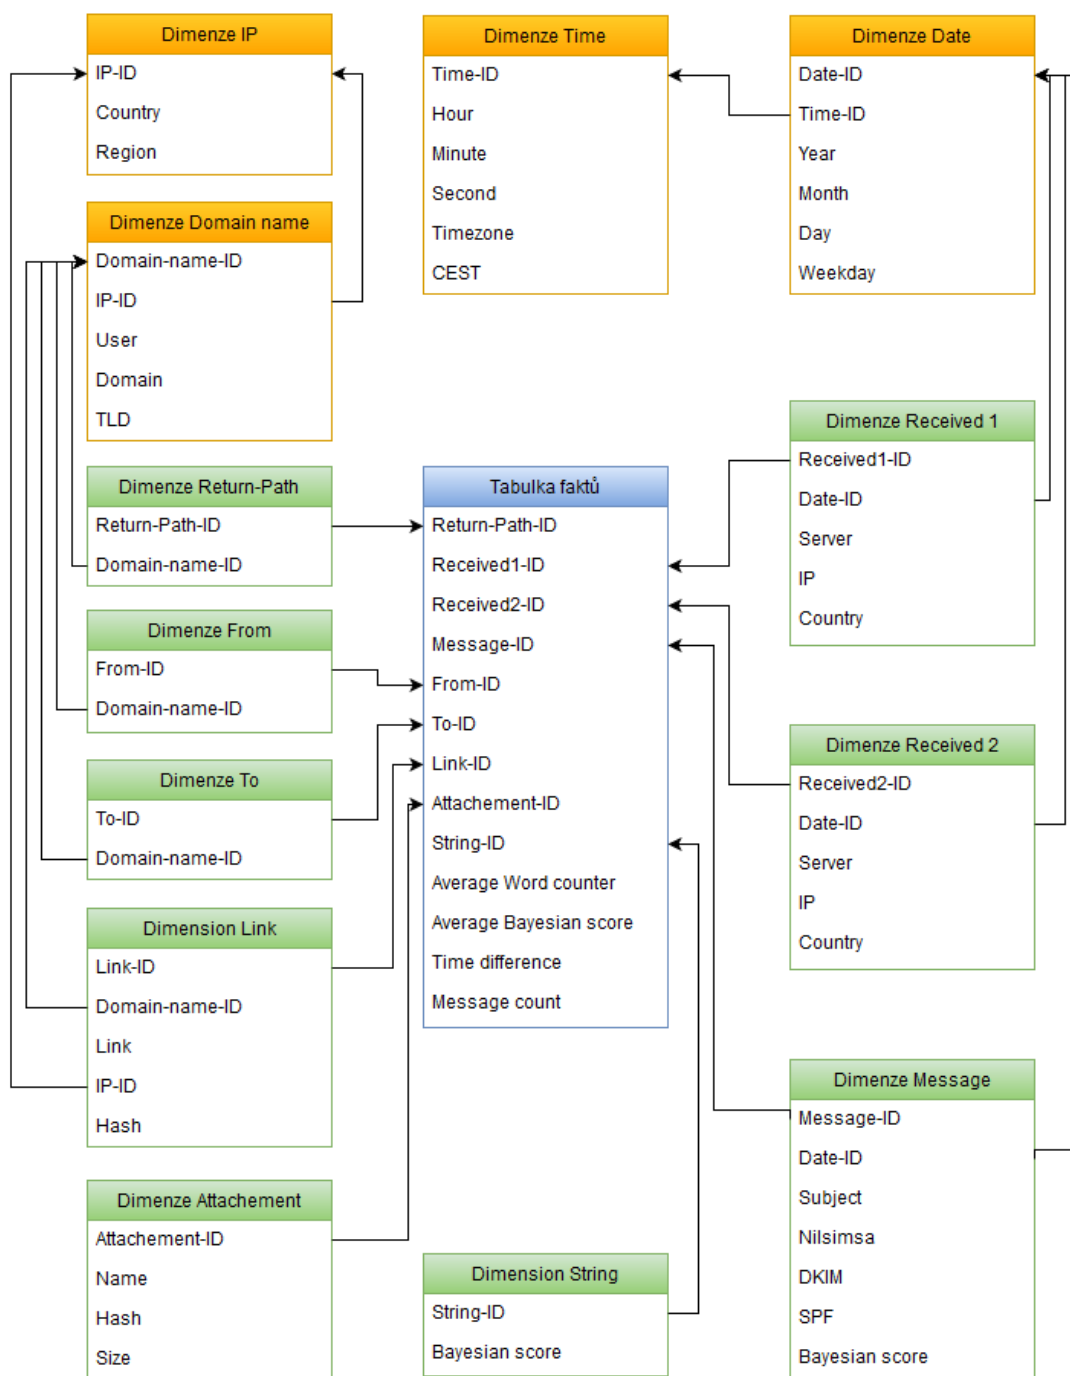 Dimenze IP
IP-ID
Country
Region
Dimenze Time
Time-ID
Hour
Minute
Second
Timezone
CEST
Dimenze Date
Date-ID
Time-ID
Year
Month
Day
Weekday
Dimenze Domain name
Domain-name-ID
IP-ID
User
Domain
TLD
Dimenze Return-Path
Return-Path-ID
Domain-name-ID
Dimenze From
From-ID
Domain-name-ID
Dimenze To
To-ID
Domain-name-ID
Dimension Link
Link-ID
Domain-name-ID
Link
IP-ID
Hash
Dimenze Attachement
Attachement-ID
Name
Hash
Size
Tabulka faktů
Return-Path-ID
Received1-ID
Received2-ID
Message-ID
From-ID
To-ID
Link-ID
Attachement-ID
String-ID
Average Word counter
Average Bayesian score
Time difference
Message count
Dimension String
String-ID
Bayesian score
Dimenze Received 1
Received1-ID
Date-ID
Server
IP
Country
Dimenze Received 2
Received2-ID
Date-ID
Server
IP
Country
Dimenze Message
Message-ID
Date-ID
Subject
Nilsimsa
DKIM
SPF
Bayesian score